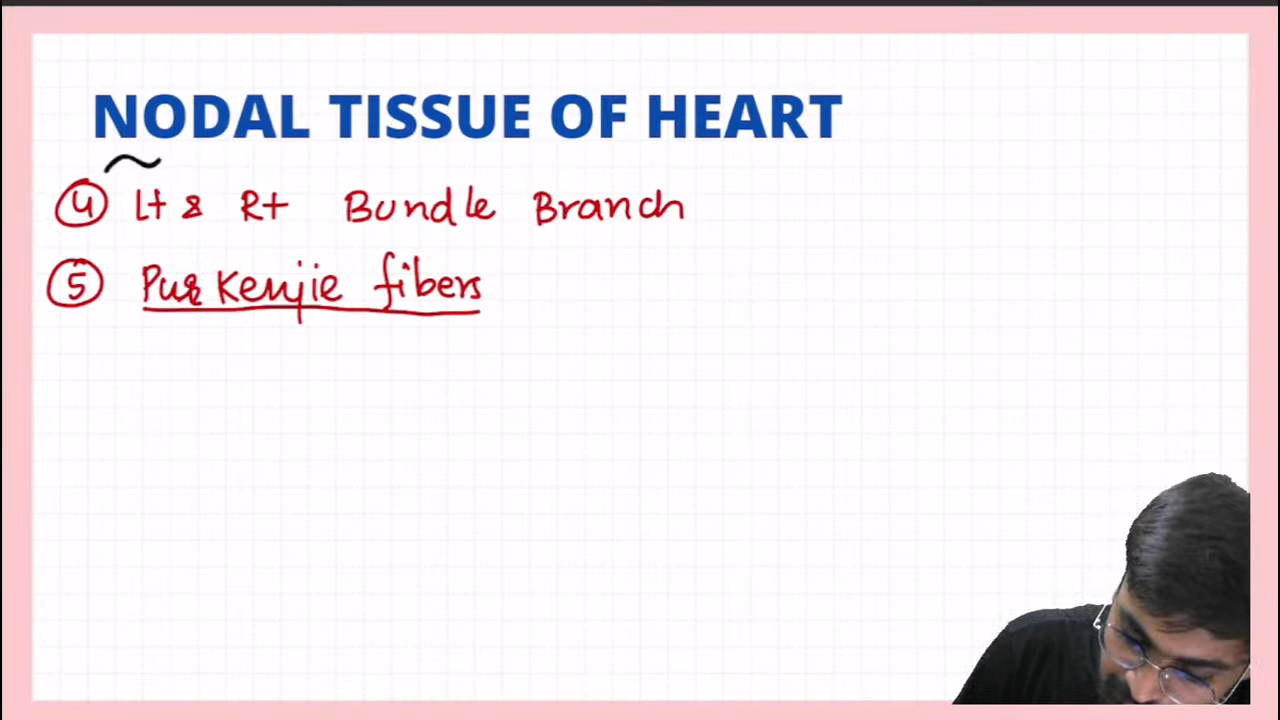 NODAL TISSUE OF HEART
④ Lt & Rt Bundle Branch
⑤ Purkenjie fibers